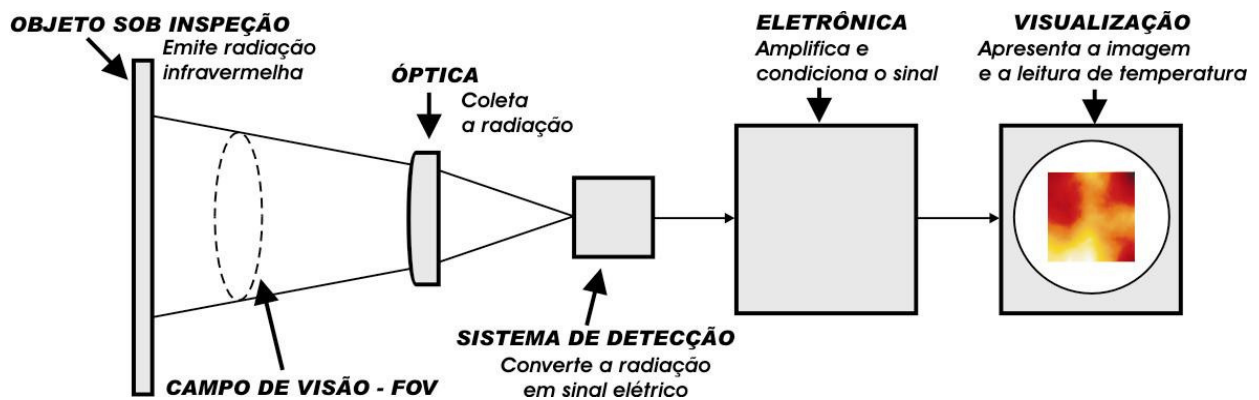 OBJETO SOB INSPEÇÃO
Emite radiação
infravermelha
ÓPTICA
Coleta
a radiação
ELETRÔNICA
Amplifica e
condiciona o sinal
VISUALIZAÇÃO
Apresenta a imagem
e a leitura de temperatura
CAMPO DE VISÃO - FOV
SISTEMA DE DETECÇÃO
Converte a radiação
em sinal elétrico